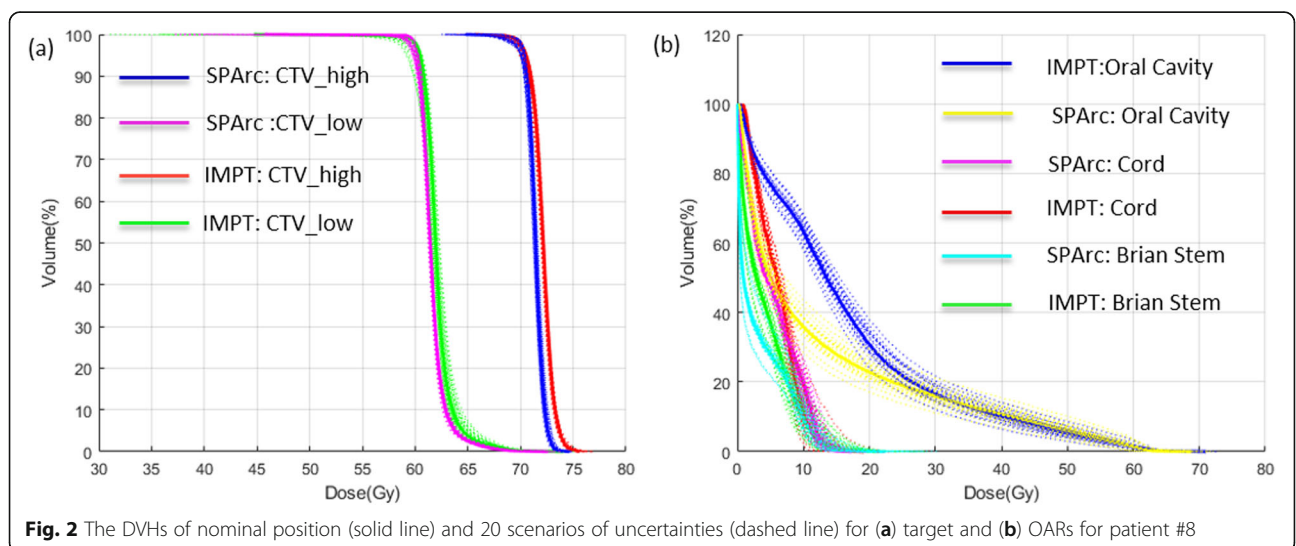 (a)
100
90
80
70
60
50
40
30
20
10
0
Volume(%)
SPArc: CTV_high
SPArc :CTV_low
IMPT: CTV_high
IMPT: CTV_low
30 35 40 45 50 55 60 65 70 75 80
Dose(Gy)
(b)
120
100
80
60
40
20
0
Volume(%)
IMPT:Oral Cavity
SPArc: Oral Cavity
SPArc: Cord
IMPT: Cord
SPArc: Brian Stem
IMPT: Brian Stem
0 10 20 30 40 50 60 70 80
Dose(Gy)
Fig. 2 The DVHs of nominal position (solid line) and 20 scenarios of uncertainties (dashed line) for (a) target and (b) OARs for patient #8